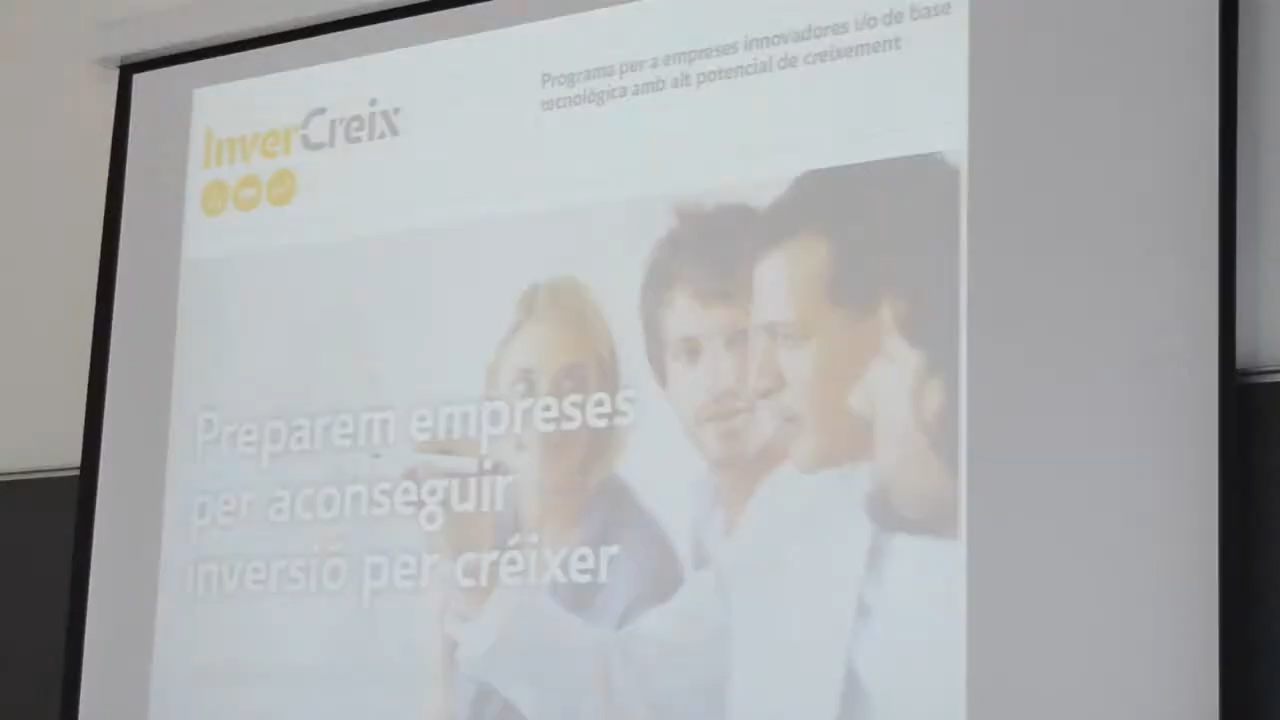 InverCreix
Programa per a empreses innovadores i/o de base
tecnològica amb alt potencial de creixement
Preparem empreses
per aconseguir
inversió per créixer